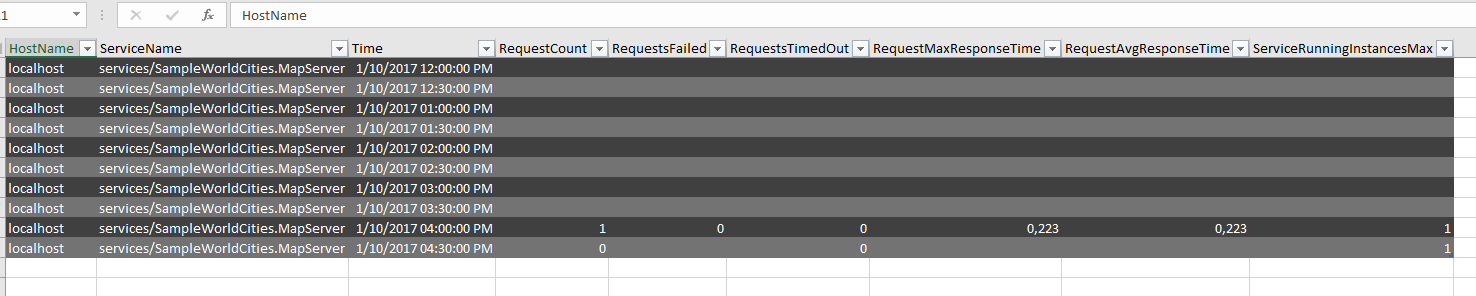 1 fx HostName
HostName ServiceName Time RequestCount RequestsFailed RequestsTimedOut RequestMaxResponseTime RequestAvgResponseTime ServiceRunningInstancesMax
localhost services/SampleWorldCities.MapServer 1/10/2017 12:00:00 PM
localhost services/SampleWorldCities.MapServer 1/10/2017 12:30:00 PM
localhost services/SampleWorldCities.MapServer 1/10/2017 01:00:00 PM
localhost services/SampleWorldCities.MapServer 1/10/2017 01:30:00 PM
localhost services/SampleWorldCities.MapServer 1/10/2017 02:00:00 PM
localhost services/SampleWorldCities.MapServer 1/10/2017 02:30:00 PM
localhost services/SampleWorldCities.MapServer 1/10/2017 03:00:00 PM
localhost services/SampleWorldCities.MapServer 1/10/2017 03:30:00 PM
localhost services/SampleWorldCities.MapServer 1/10/2017 04:00:00 PM 1 0 0 0,223 0,223 1
localhost services/SampleWorldCities.MapServer 1/10/2017 04:30:00 PM 0 0 1